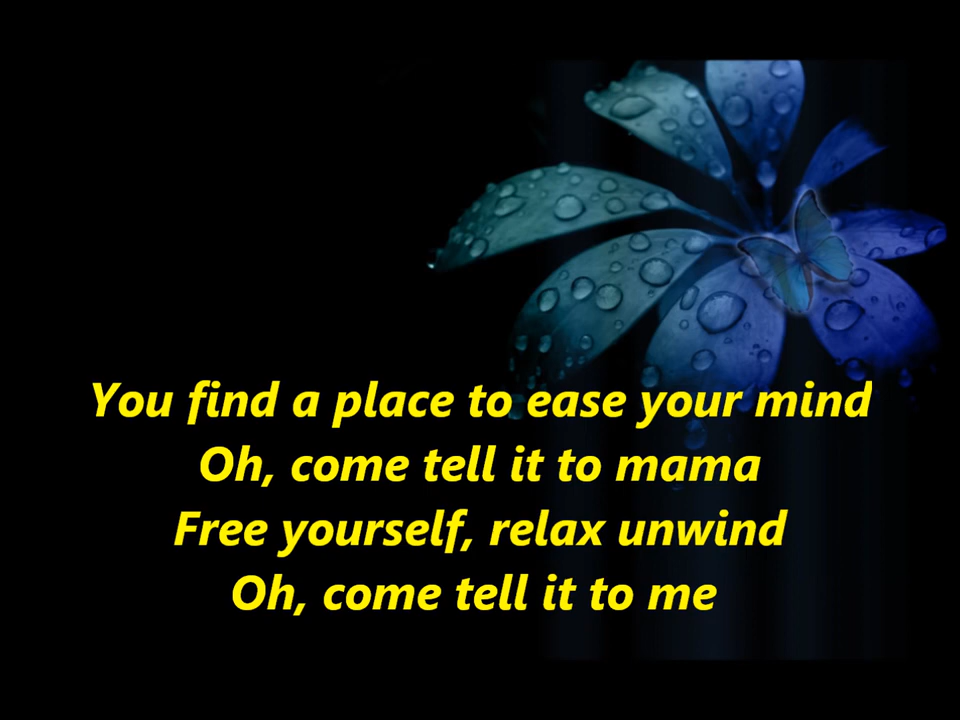 You find a place to ease your mind
Oh, come tell it to mama
Free yourself, relax unwind
Oh, come tell it to me